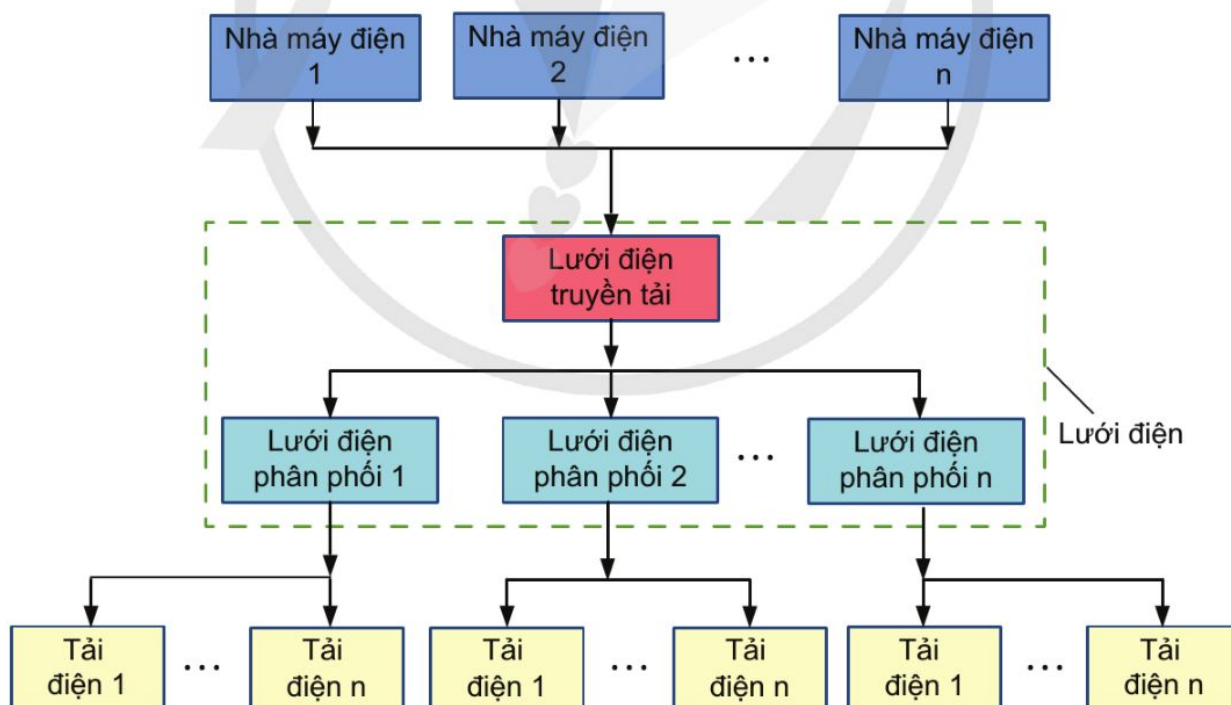 Nhà máy điện
1
Nhà máy điện
2
...
Nhà máy điện
n
Lưới điện
truyền tải
Lưới điện
phân phối 1
Lưới điện
phân phối 2
...
Lưới điện
phân phối n
Lưới điện
Tải
điện 1
...
Tải
điện n
Tải
điện 1
...
Tải
điện n
Tải
điện 1
...
Tải
điện n